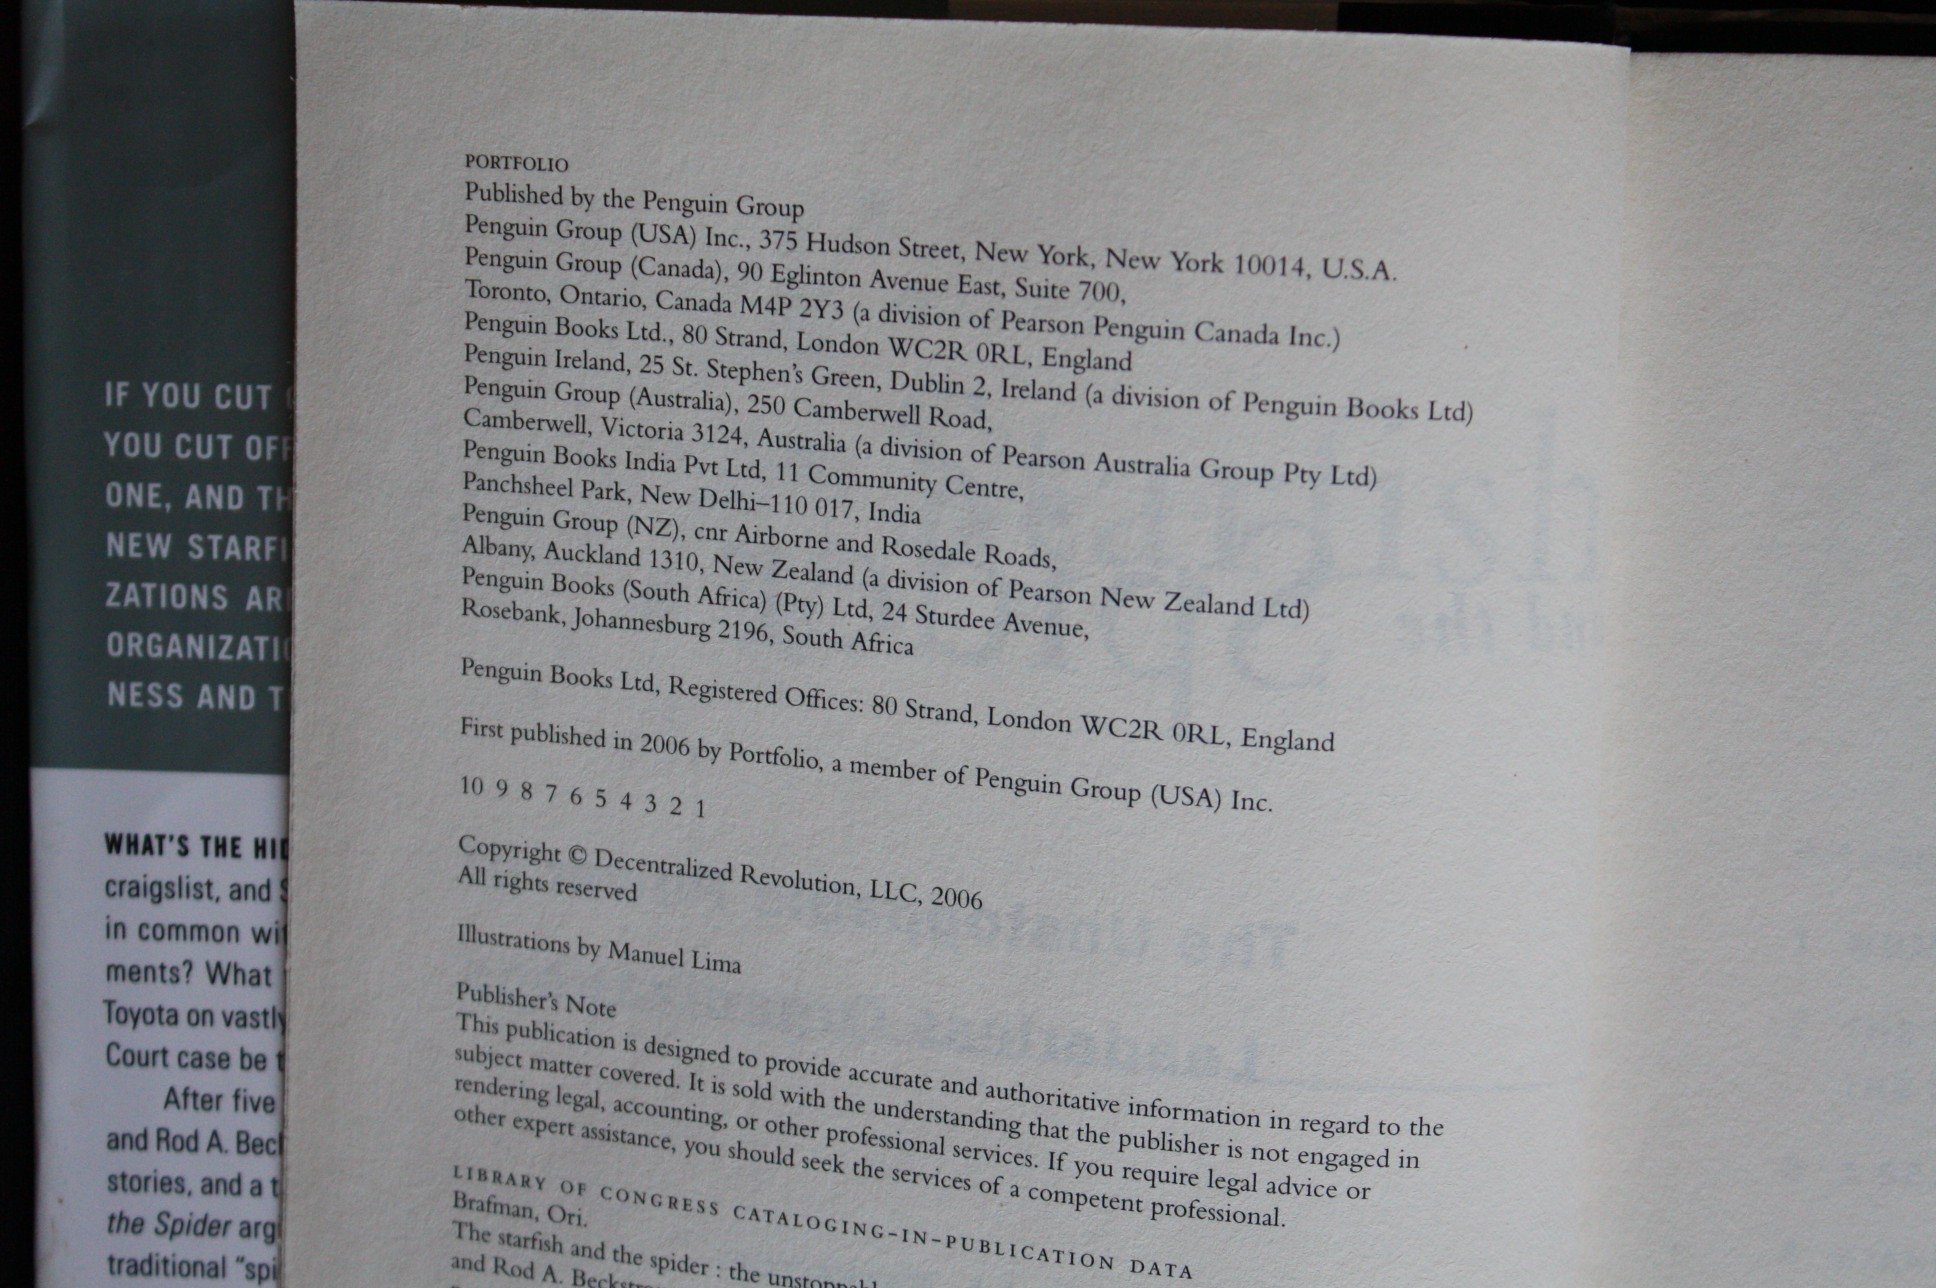 IF YOU CUT
YOU CUT OFF
ONE, AND TH
NEW STARFI
ZATIONS AR
ORGANIZATI
NESS AND T
WHAT'S THE HID
craigslist, and
in common wit
ments? What
Toyota on vastly
Court case be
After five
and Rod A. Beck
stories, and a t
the Spider arg
traditional “spi
PORTFOLIO
Published by the Penguin Group
Penguin Group (USA) Inc., 375 Hudson Street, New York, New York 10014, U.S.A.
Penguin Group (Canada), 90 Eglinton Avenue East, Suite 700,
Toronto, Ontario, Canada M4P 2Y3 (a division of Pearson Penguin Canada Inc.)
Penguin Books Ltd., 80 Strand, London WC2R 0RL, England
Penguin Ireland, 25 St. Stephen's Green, Dublin 2, Ireland (a division of Penguin Books Ltd)
Penguin Group (Australia), 250 Camberwell Road,
Camberwell, Victoria 3124, Australia (a division of Pearson Australia Group Pty Ltd)
Penguin Books India Pvt Ltd, 11 Community Centre,
Panchsheel Park, New Delhi–110 017, India
Penguin Group (NZ), cnr Airborne and Rosedale Roads,
Albany, Auckland 1310, New Zealand (a division of Pearson New Zealand Ltd)
Penguin Books (South Africa) (Pty) Ltd, 24 Sturdee Avenue,
Rosebank, Johannesburg 2196, South Africa
Penguin Books Ltd, Registered Offices: 80 Strand, London WC2R 0RL, England
First published in 2006 by Portfolio, a member of Penguin Group (USA) Inc.
10 9 8 7 6 5 4 3 2 1
Copyright © Decentralized Revolution, LLC, 2006
All rights reserved
Illustrations by Manuel Lima
Publisher's Note
This publication is designed to provide accurate and authoritative information in regard to the
subject matter covered. It is sold with the understanding that the publisher is not engaged in
rendering legal, accounting, or other professional services. If you require legal advice or
other expert assistance, you should seek the services of a competent professional.
LIBRARY OF CONGRESS CATALOGING-IN-PUBLICATION DATA
Brafman, Ori.
The starfish and the spider : the unstoppabl
and Rod A. Beckstr